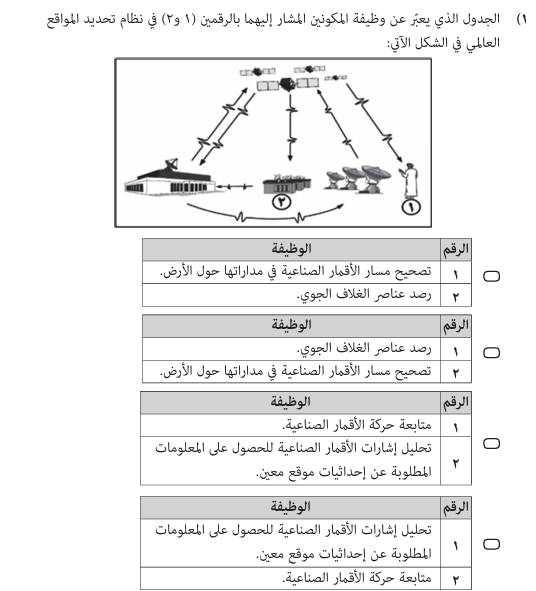 ١) الجدول الذي يعبّر عن وظيفة المكونين المشار إليهما بالرقمين (١ و٢) في نظام تحديد المواقع
العالمي في الشكل الآتي:
٢
١
الرقم الوظيفة
١ تصحيح مسار الأقمار الصناعية في مداراتها حول الأرض.
٢ رصد عناصر الغلاف الجوي.
الرقم الوظيفة
١ رصد عناصر الغلاف الجوي.
٢ تصحيح مسار الأقمار الصناعية في مداراتها حول الأرض.
الرقم الوظيفة
١ متابعة حركة الأقمار الصناعية.
٢ تحليل إشارات الأقمار الصناعية للحصول على المعلومات
المطلوبة عن إحداثيات موقع معين.
الرقم الوظيفة
١ تحليل إشارات الأقمار الصناعية للحصول على المعلومات
المطلوبة عن إحداثيات موقع معين.
٢ متابعة حركة الأقمار الصناعية.